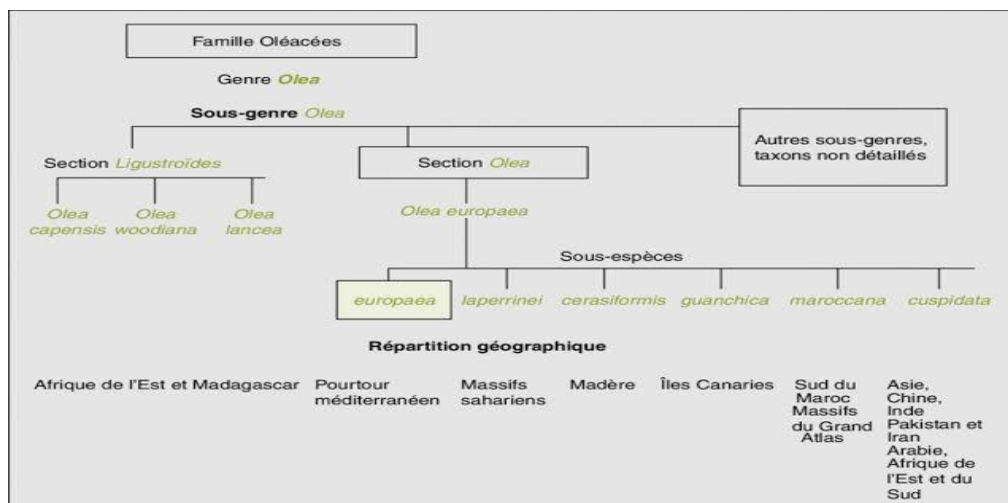 Famille Oléacées
Genre Olea
Sous-genre Olea
Autres sous-genres,
taxons non détaillés
Section Ligustroïdes
Section Olea
Olea
capensis
Olea
woodiana
Olea
lancea
Olea europaea
Sous-espèces
europaea
laperrinei
cerasiformis
guanchica
maroccana
cuspidata
Répartition géographique
Afrique de l'Est et Madagascar
Pourtour
méditerranéen
Massifs
sahariens
Madère
Îles Canaries
Sud du
Maroc
Massifs
du Grand
Atlas
Asie,
Chine,
Inde
Pakistan et
Iran
Arabie,
Afrique de
l'Est et du
Sud